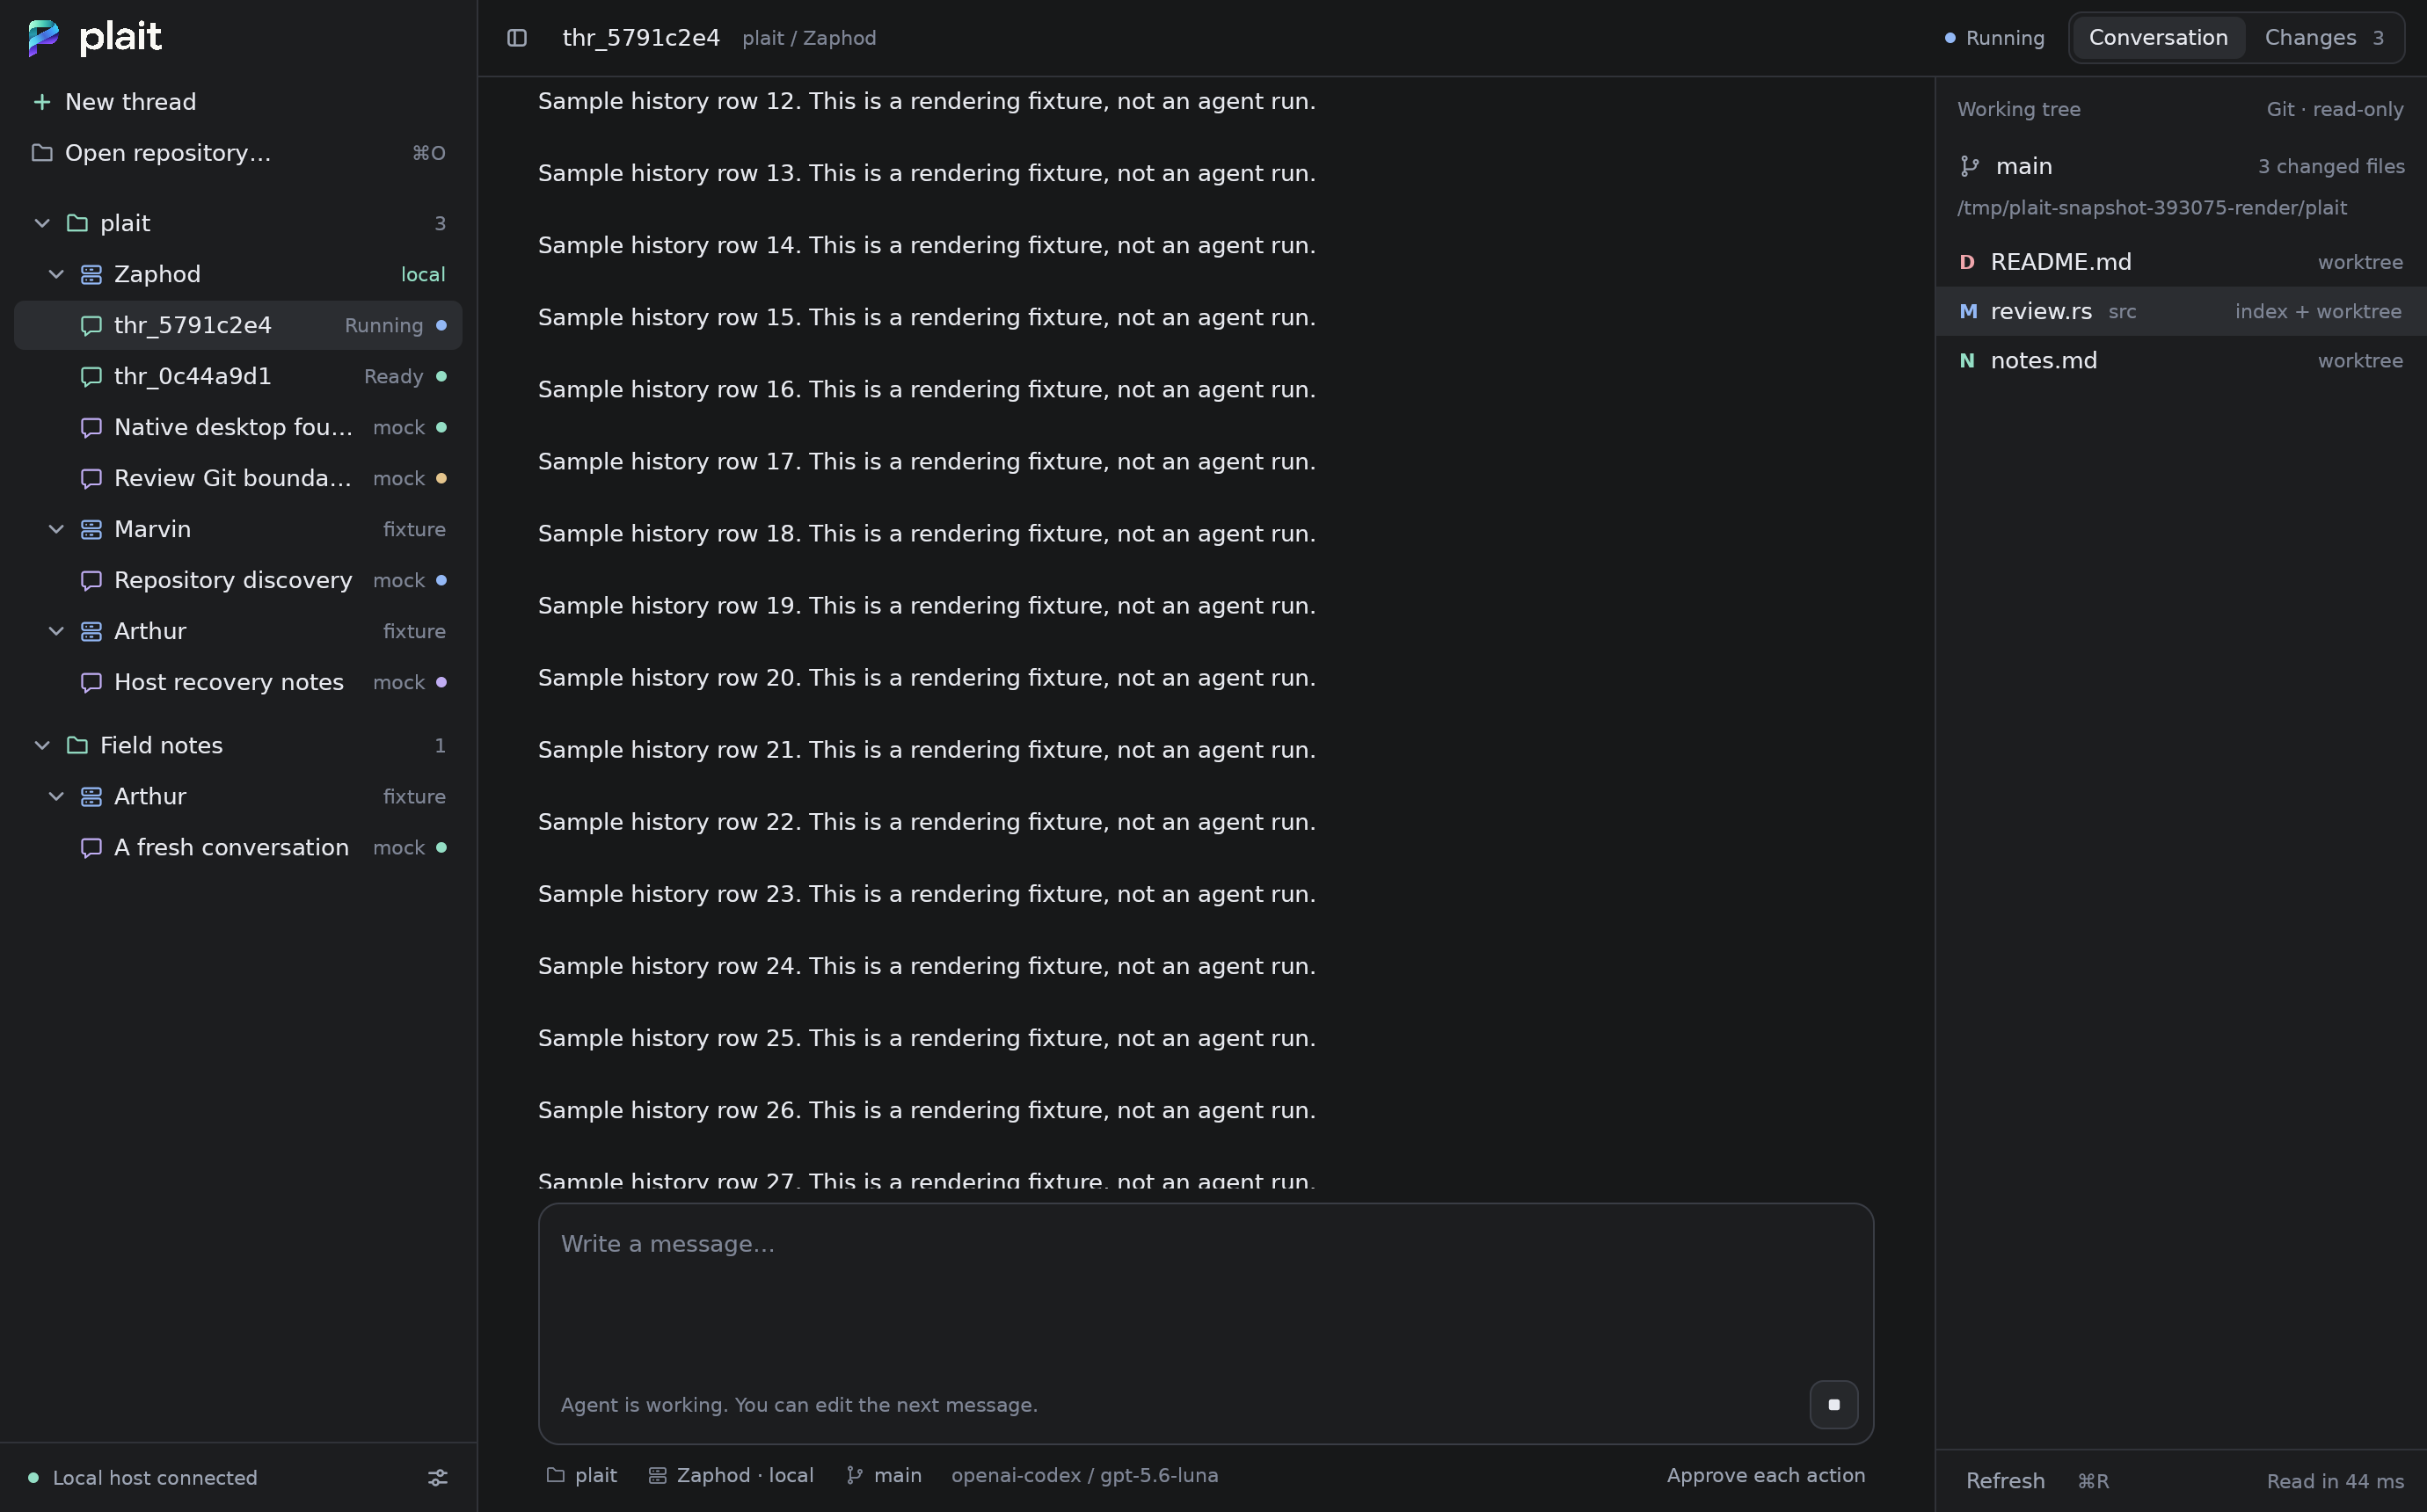 plait
New thread
Open repository... ⌘O
plait 3
Zaphod local
thr_5791c2e4 Running
thr_0c44a9d1 Ready
Native desktop fou... mock
Review Git bounda... mock
Marvin fixture
Repository discovery mock
Arthur fixture
Host recovery notes mock
Field notes 1
Arthur fixture
A fresh conversation mock
Local host connected
thr_5791c2e4 plait / Zaphod
Running Conversation Changes 3
Sample history row 12. This is a rendering fixture, not an agent run.
Sample history row 13. This is a rendering fixture, not an agent run.
Sample history row 14. This is a rendering fixture, not an agent run.
Sample history row 15. This is a rendering fixture, not an agent run.
Sample history row 16. This is a rendering fixture, not an agent run.
Sample history row 17. This is a rendering fixture, not an agent run.
Sample history row 18. This is a rendering fixture, not an agent run.
Sample history row 19. This is a rendering fixture, not an agent run.
Sample history row 20. This is a rendering fixture, not an agent run.
Sample history row 21. This is a rendering fixture, not an agent run.
Sample history row 22. This is a rendering fixture, not an agent run.
Sample history row 23. This is a rendering fixture, not an agent run.
Sample history row 24. This is a rendering fixture, not an agent run.
Sample history row 25. This is a rendering fixture, not an agent run.
Sample history row 26. This is a rendering fixture, not an agent run.
Sample history row 27. This is a rendering fixture, not an agent run.
Write a message...
Agent is working. You can edit the next message.
plait Zaphod · local main openai-codex / gpt-5.6-luna Approve each action
Working tree Git · read-only
main 3 changed files
/tmp/plait-snapshot-393075-render/plait
D README.md worktree
M review.rs src index + worktree
N notes.md worktree
Refresh ⌘R Read in 44 ms